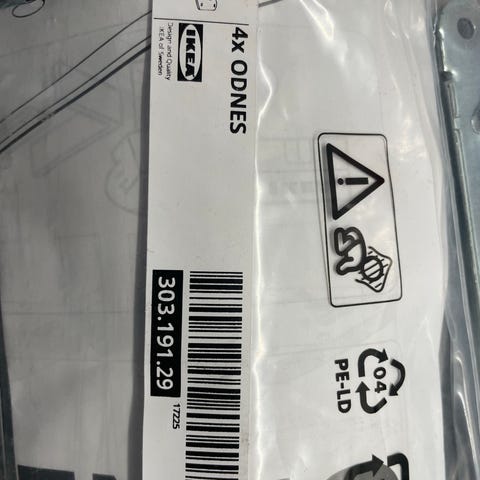 4x ODNES
IKEA
Design and Quality
IKEA of Sweden
303.191.29
17225
04
PE-LD